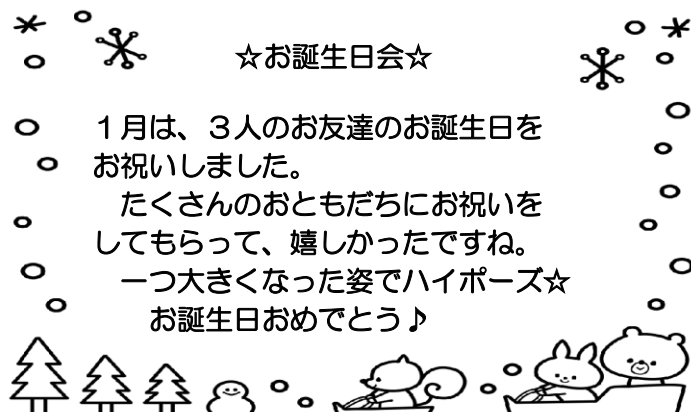 ☆お誕生日会☆
１月は、３人のお友達のお誕生日を
お祝いしました。
　たくさんのおともだちにお祝いを
してもらって、嬉しかったですね。
　一つ大きくなった姿でハイポーズ☆
　　お誕生日おめでとう♪